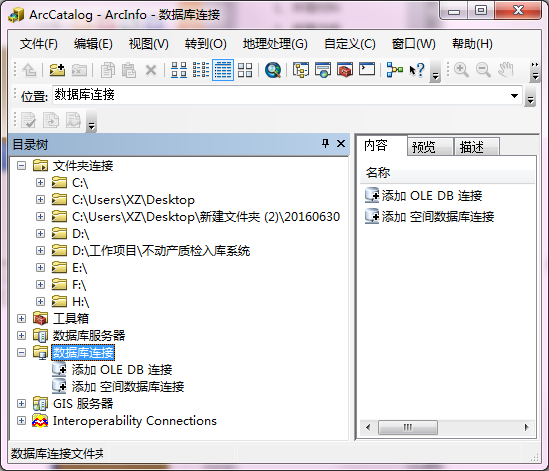 ArcCatalog - ArcInfo - 数据库连接
文件(F) 编辑(E) 视图(V) 转到(O) 地理处理(G) 自定义(C) 窗口(W) 帮助(H)
位置: 数据库连接
目录树
文件夹连接
C:\
C:\Users\XZ\Desktop
C:\Users\XZ\Desktop\新建文件夹 (2)\20160630
D:\
D:\工作项目\不动产质检入库系统
E:\
F:\
H:\
工具箱
数据库服务器
数据库连接
添加 OLE DB 连接
添加 空间数据库连接
GIS 服务器
Interoperability Connections
内容 预览 描述
名称
添加 OLE DB 连接
添加 空间数据库连接
数据库连接文件夹